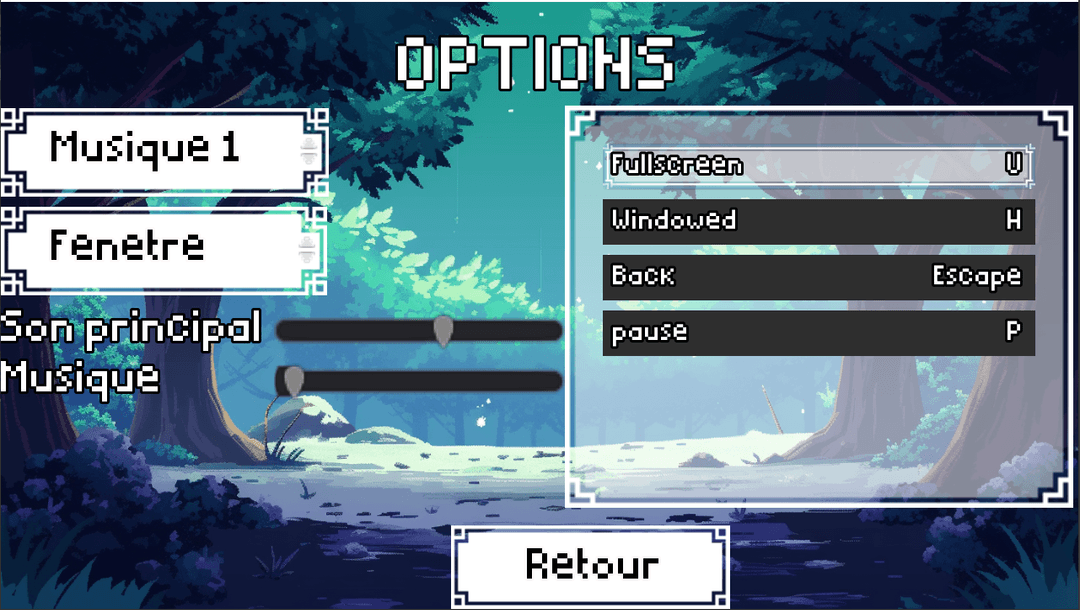 OPTIONS
Musique 1
Fenetre
Son principal
Musique
Fullscreen U
Windowed H
Back Escape
pause P
Retour